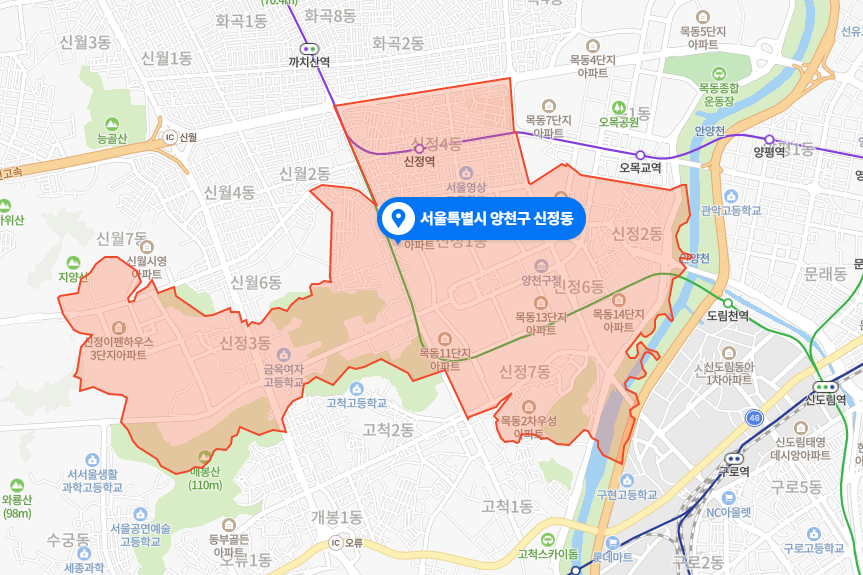 (70.4m)
화곡8동
화곡1동
고척4동
목동5단지
아파트
신월3동
신월1동
화곡2동
까치산역
목동4단지
아파트
목동종합
운동장
목동7단지
아파트
오목공원
1동
안양천
능골산
IC 신월
신정4동
신정역
오목교역
양평역
신월2동
서울영상
신월4동
관악고등학교
서울특별시 양천구 신정동
신월7동
신월시영
아파트
지양산
아파트
신정1동
신정2동
안양천
문래동
신월6동
양천구청
신정6동
목동13단지
아파트
목동14단지
아파트
도림천역
신정이펜하우스
3단지아파트
신정3동
금옥여자
고등학교
목동11단지
아파트
신정7동
신도림동아
1차아파트
신도림역
고척고등학교
목동2차우성
아파트
46
고척2동
신도림태영
데시앙아파트
서서울생활
과학고등학교
매봉산
(110m)
구로역
와룡산
(98m)
구현고등학교
NC아울렛
구로5동
서울공연예술
고등학교
개봉1동
고척1동
수궁동
동부골든
아파트
IC 오류
고척스카이돔
롯데마트
구로고등학교
세종과학
오류1동
구로2동